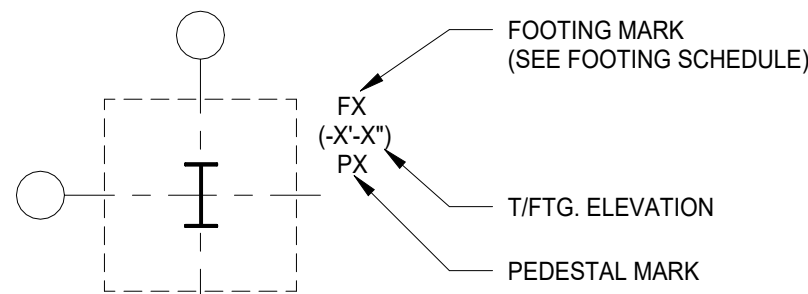 FOOTING MARK
(SEE FOOTING SCHEDULE)
FX
(-X'-X")
PX
T/FTG. ELEVATION
PEDESTAL MARK